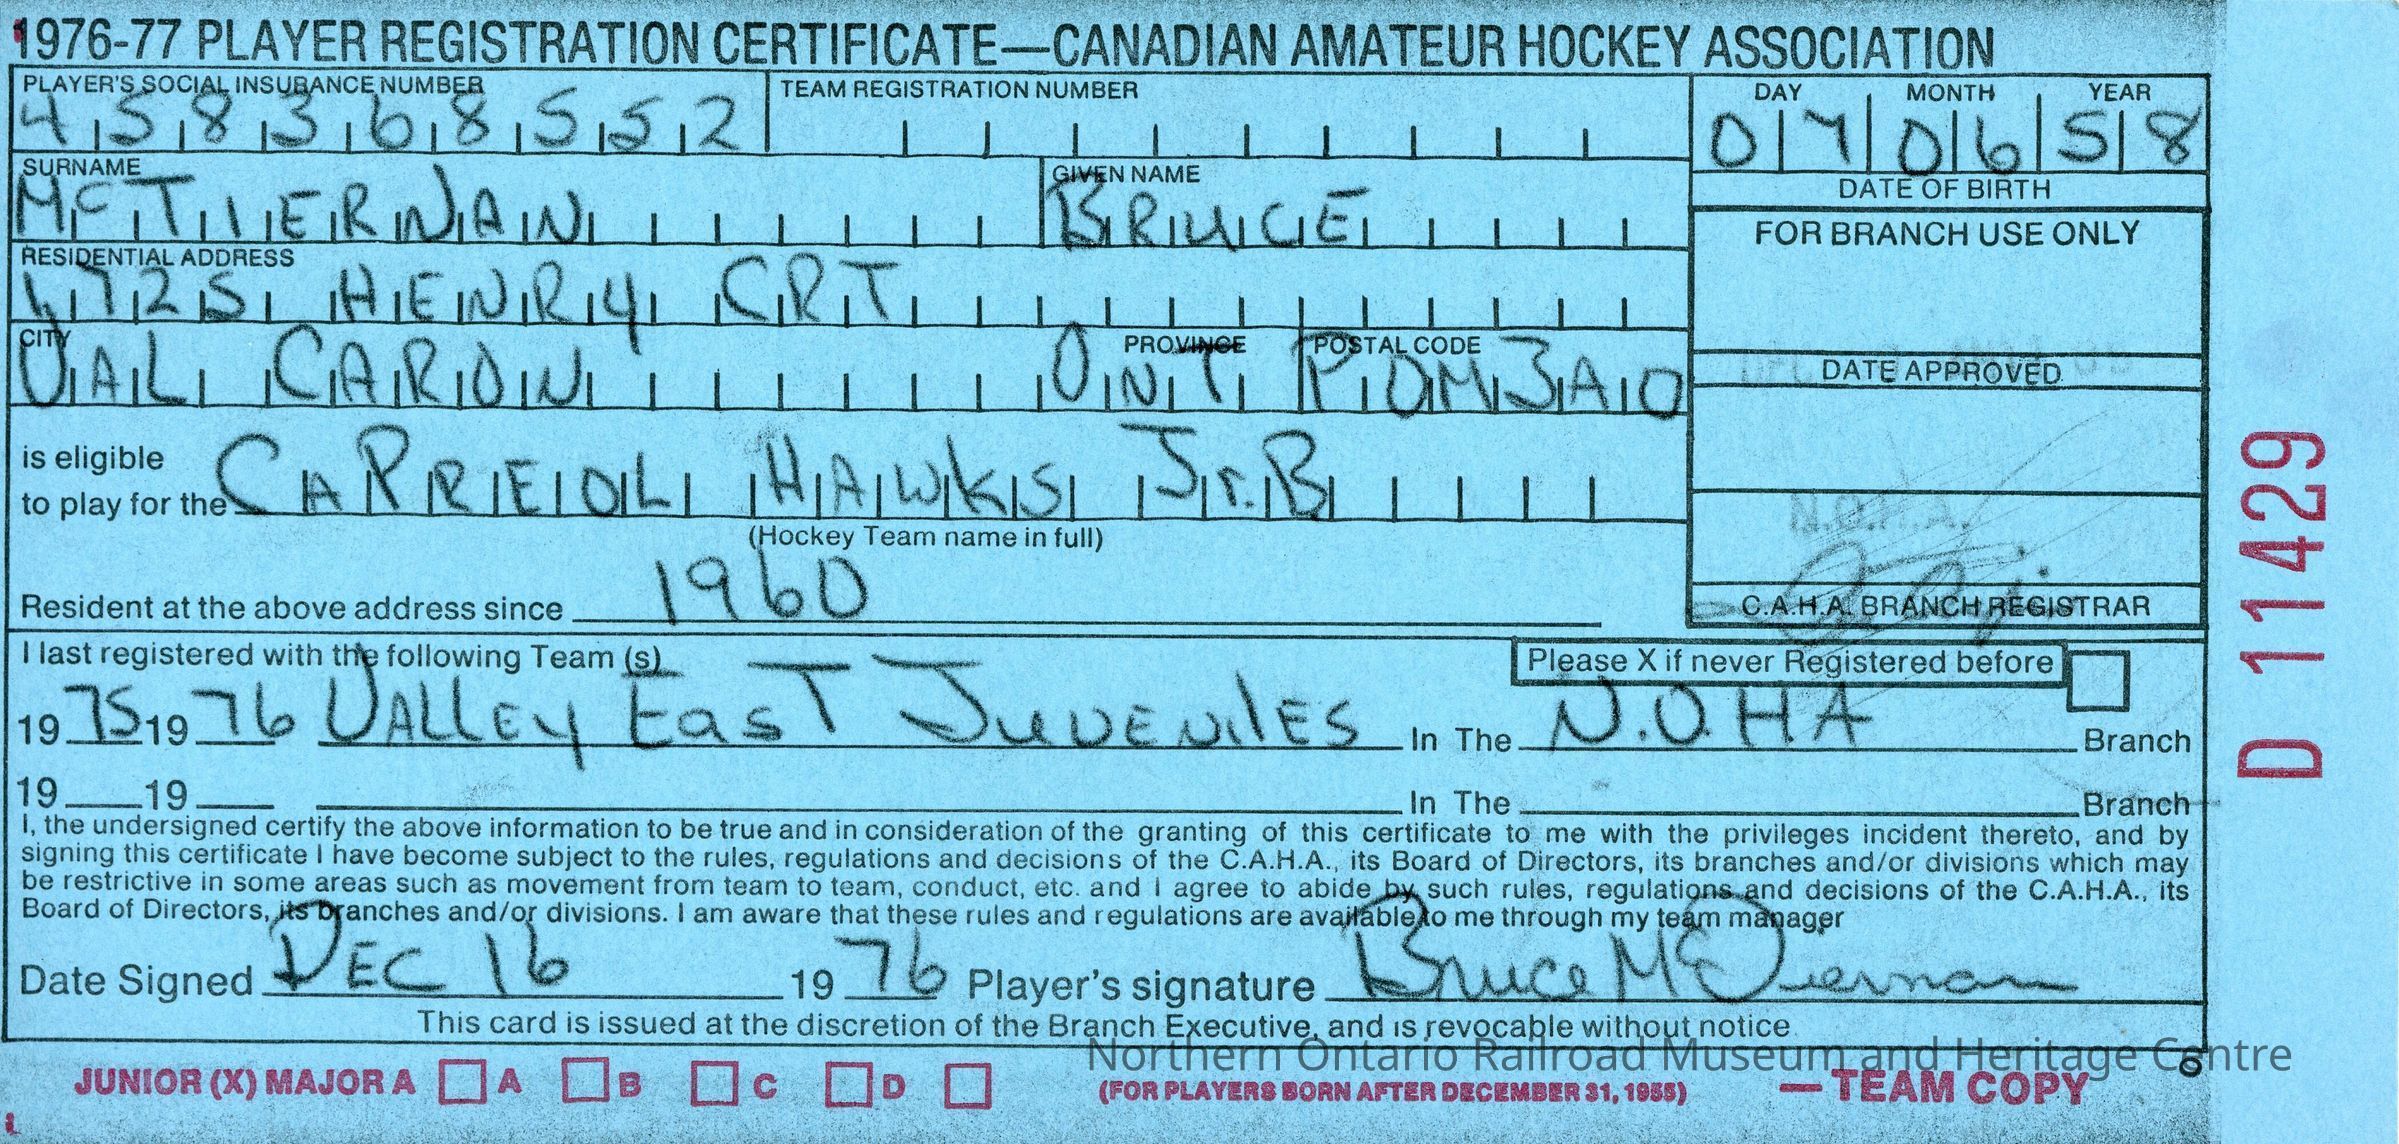 1976-77 PLAYER REGISTRATION CERTIFICATE—CANADIAN AMATEUR HOCKEY ASSOCIATION
PLAYER'S SOCIAL INSURANCE NUMBER TEAM REGISTRATION NUMBER DAY MONTH YEAR
458368552 07 06 58
SURNAME GIVEN NAME DATE OF BIRTH
McTIERNAN BRUCE
FOR BRANCH USE ONLY
RESIDENTIAL ADDRESS
1725 HENRY CRT
CITY PROVINCE POSTAL CODE
VAL CARON ONT POM3AO
DATE APPROVED
is eligible
to play for the CAPREOL HAWKS Jr. B
(Hockey Team name in full)
N.O.H.A.
Resident at the above address since 1960
C.A.H.A. BRANCH REGISTRAR
I last registered with the following Team (s) Please X if never Registered before
19 75 19 76 VALLEY EasT JuVENilES In The N.O.H.A Branch
19 19 In The Branch
I, the undersigned certify the above information to be true and in consideration of the granting of this certificate to me with the privileges incident thereto, and by
signing this certificate I have become subject to the rules, regulations and decisions of the C.A.H.A., its Board of Directors, its branches and/or divisions which may
be restrictive in some areas such as movement from team to team, conduct, etc. and I agree to abide by such rules, regulations and decisions of the C.A.H.A., its
Board of Directors, its branches and/or divisions. I am aware that these rules and regulations are available to me through my team manager
Date Signed DEC 16 19 76 Player's signature Bruce McTiernan
This card is issued at the discretion of the Branch Executive, and is revocable without notice
Northern Ontario Railroad Museum and Heritage Centre
JUNIOR (X) MAJOR A A B C D (FOR PLAYERS BORN AFTER DECEMBER 31, 1955) — TEAM COPY
D 11429